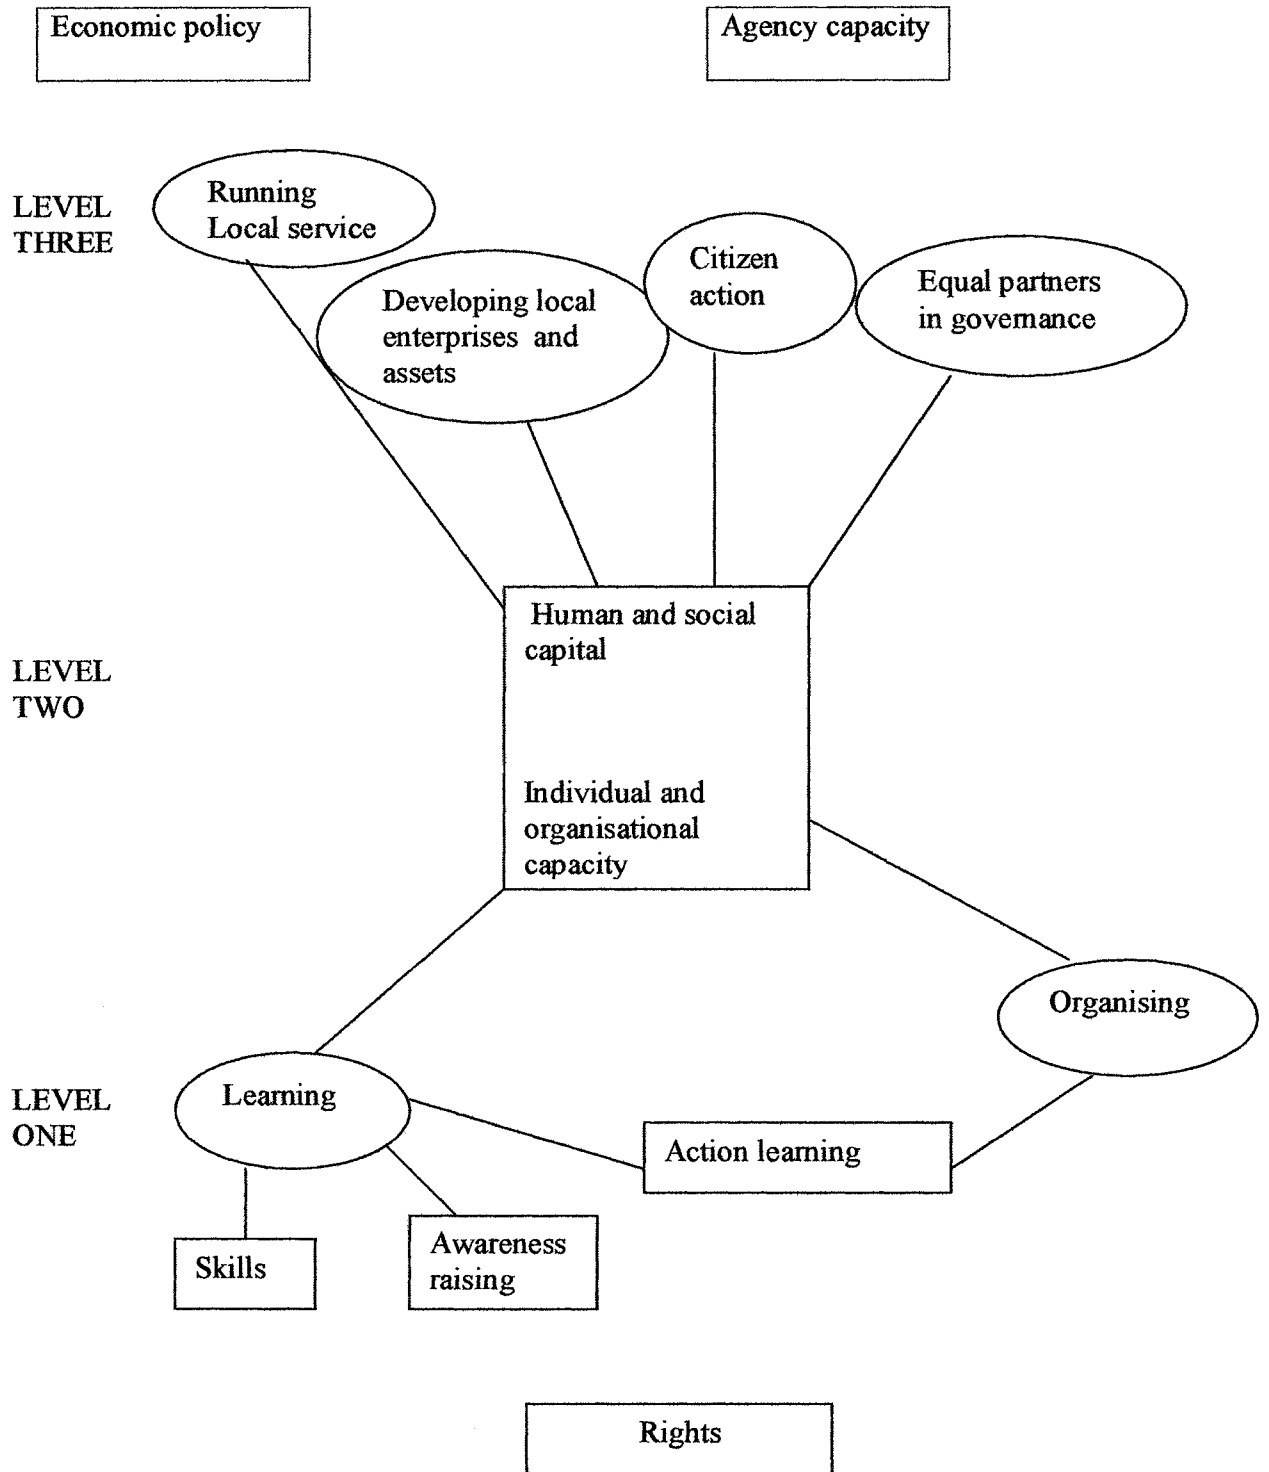 Economic policy
Agency capacity
LEVEL
THREE
Running
Local service
Developing local
enterprises and
assets
Citizen
action
Equal partners
in governance
LEVEL
TWO
Human and social
capital
Individual and
organisational
capacity
Organising
LEVEL
ONE
Learning
Action learning
Skills
Awareness
raising
Rights